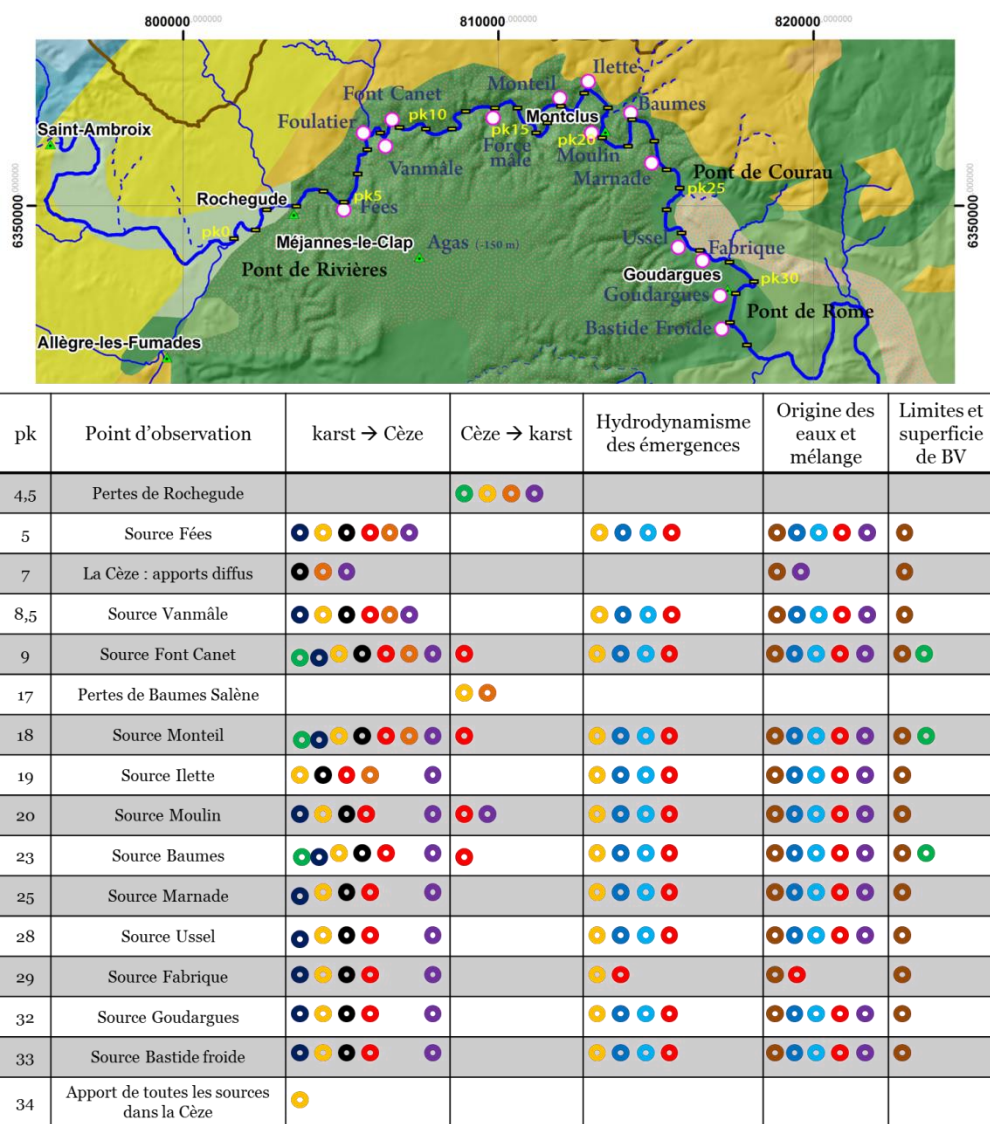 800000,000000 810000,000000 820000,000000
Ilette
Monteil
Font Canet
Baumes
pk10
Montclus
Saint-Ambroix
Foulatier
pk15
pk20
Force
mâle
Moulin
Vanmâle
Marnade
Pont de Courau
Rochegude
pk5
pk25
6350000,000000
Fées
6350000,000000
pk0
Ussel
Fabrique
Méjannes-le-Clap
Agas (-150 m)
Pont de Rivières
Goudargues
pk30
Goudargues
Pont de Rome
Bastide Froide
Allègre-les-Fumades
pk Point d'observation karst → Cèze Cèze → karst Hydrodynamisme des émergences Origine des eaux et mélange Limites et superficie de BV
4,5 Pertes de Rochegude
5 Source Fées
7 La Cèze : apports diffus
8,5 Source Vanmâle
9 Source Font Canet
17 Pertes de Baumes Salène
18 Source Monteil
19 Source Ilette
20 Source Moulin
23 Source Baumes
25 Source Marnade
28 Source Ussel
29 Source Fabrique
32 Source Goudargues
33 Source Bastide froide
34 Apport de toutes les sources dans la Cèze